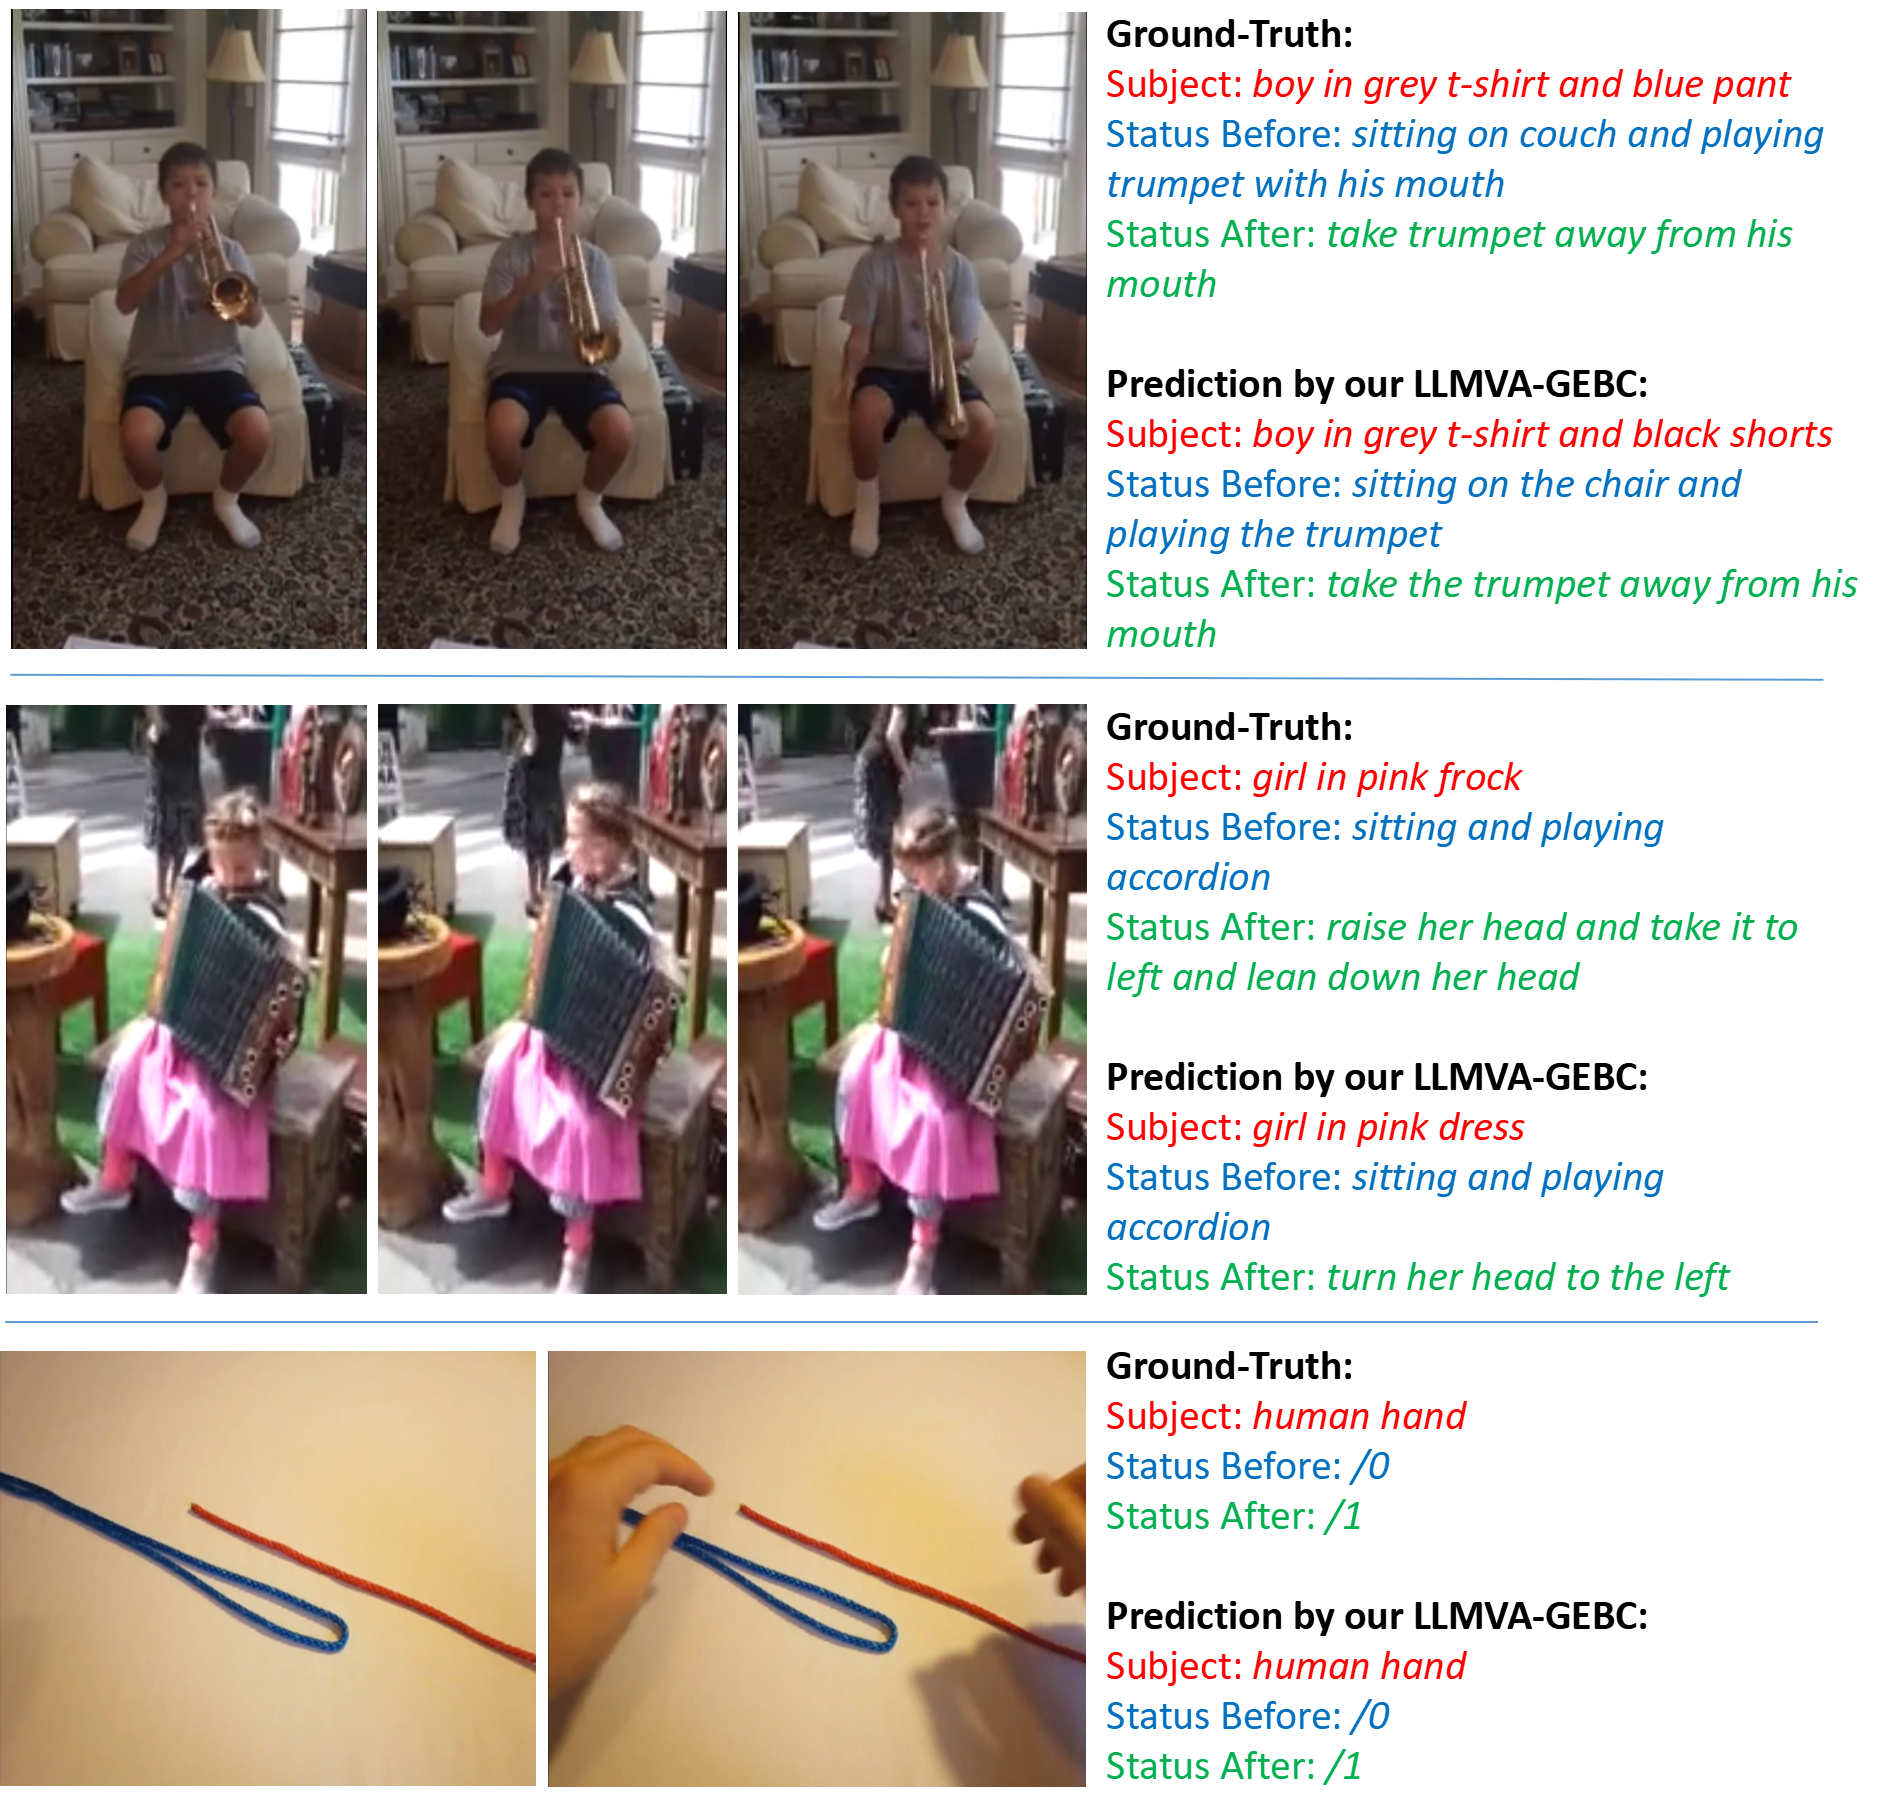 Ground-Truth:
Subject: boy in grey t-shirt and blue pant
Status Before: sitting on couch and playing
trumpet with his mouth
Status After: take trumpet away from his
mouth
Prediction by our LLMVA-GEBC:
Subject: boy in grey t-shirt and black shorts
Status Before: sitting on the chair and
playing the trumpet
Status After: take the trumpet away from his
mouth
Ground-Truth:
Subject: girl in pink frock
Status Before: sitting and playing
accordion
Status After: raise her head and take it to
left and lean down her head
Prediction by our LLMVA-GEBC:
Subject: girl in pink dress
Status Before: sitting and playing
accordion
Status After: turn her head to the left
Ground-Truth:
Subject: human hand
Status Before: /0
Status After: /1
Prediction by our LLMVA-GEBC:
Subject: human hand
Status Before: /0
Status After: /1